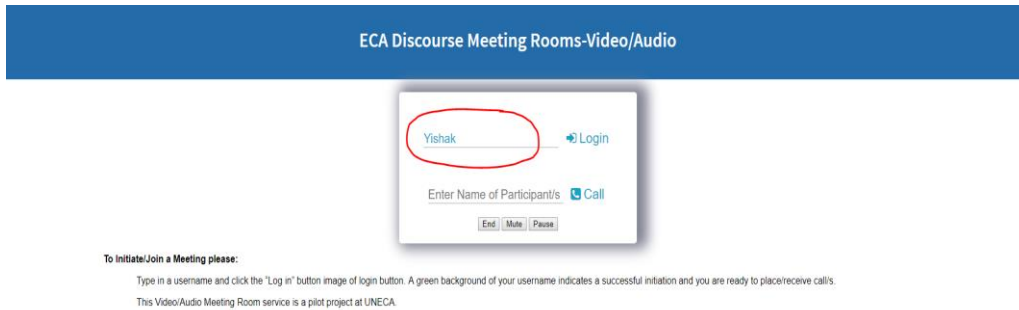 ECA Discourse Meeting Rooms-Video/Audio
Yishak Login
Enter Name of Participant/s Call
End Mute Pause
To Initiate/Join a Meeting please:
Type in a username and click the "Log in" button image of login button. A green background of your username indicates a successful initiation and you are ready to place/receive call/s.
This Video/Audio Meeting Room service is a pilot project at UNECA.